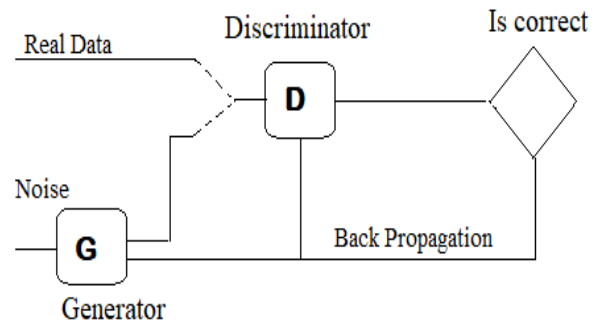 Is correct
Discriminator
Real Data
D
Noise
G
Back Propagation
Generator